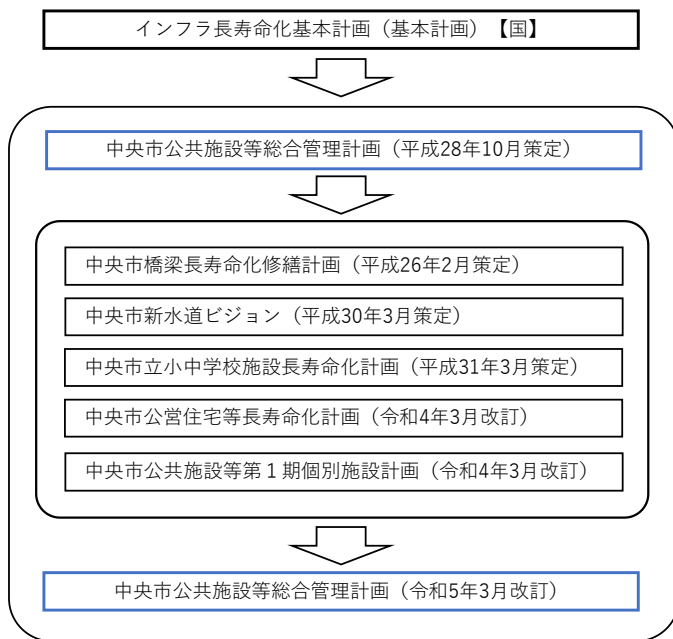 インフラ長寿命化基本計画（基本計画）【国】
中央市公共施設等総合管理計画（平成28年10月策定）
中央市橋梁長寿命化修繕計画（平成26年2月策定）
中央市新水道ビジョン（平成30年3月策定）
中央市立小中学校施設長寿命化計画（平成31年3月策定）
中央市公営住宅等長寿命化計画（令和4年3月改訂）
中央市公共施設等第１期個別施設計画（令和4年3月改訂）
中央市公共施設等総合管理計画（令和5年3月改訂）